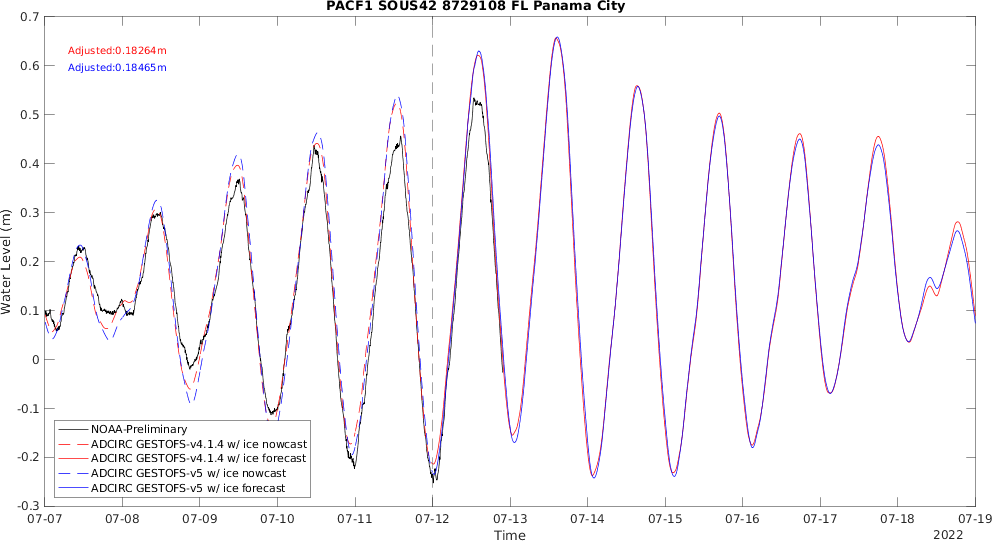 PACF1 SOUS42 8729108 FL Panama City
Adjusted:0.18264m
Adjusted:0.18465m
Water Level (m)
0.7
0.6
0.5
0.4
0.3
0.2
0.1
0
-0.1
-0.2
-0.3
NOAA-Preliminary
ADCIRC GESTOFS-v4.1.4 w/ ice nowcast
ADCIRC GESTOFS-v4.1.4 w/ ice forecast
ADCIRC GESTOFS-v5 w/ ice nowcast
ADCIRC GESTOFS-v5 w/ ice forecast
07-07 07-08 07-09 07-10 07-11 07-12 07-13 07-14 07-15 07-16 07-17 07-18 07-19
Time
2022